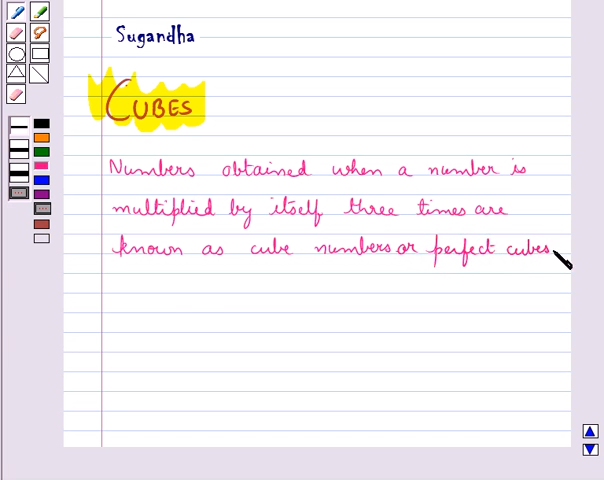 Sugandha
CUBES
Numbers obtained when a number is
multiplied by itself three times are
known as cube numbers or perfect cubes